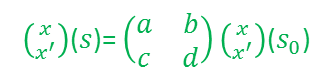 (x x′)(s)= (a b c d) (x x′)(s₀)